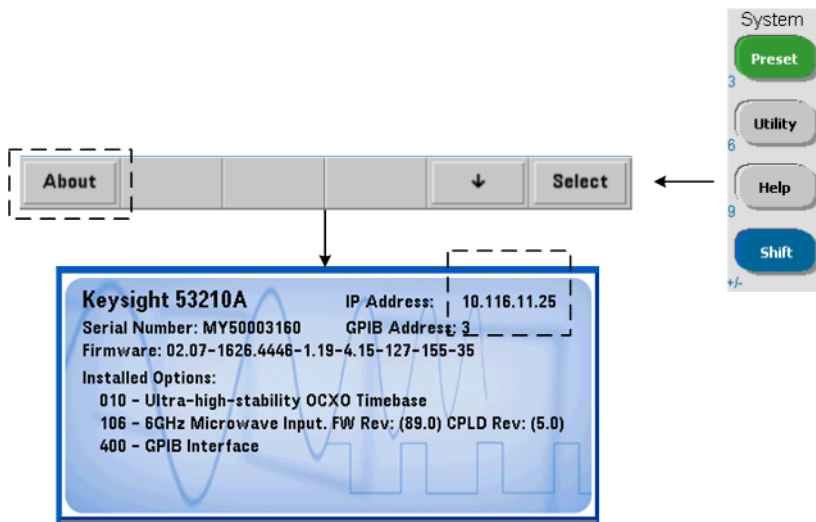 System
Preset
3
Utility
6
Help
9
Shift
+/-
About
↓
Select
Keysight 53210A
IP Address: 10.116.11.25
Serial Number: MY50003160
GPIB Address: 3
Firmware: 02.07-1626.4446-1.19-4.15-127-155-35
Installed Options:
010 - Ultra-high-stability OCXO Timebase
106 - 6GHz Microwave Input. FW Rev: (89.0) CPLD Rev: (5.0)
400 - GPIB Interface